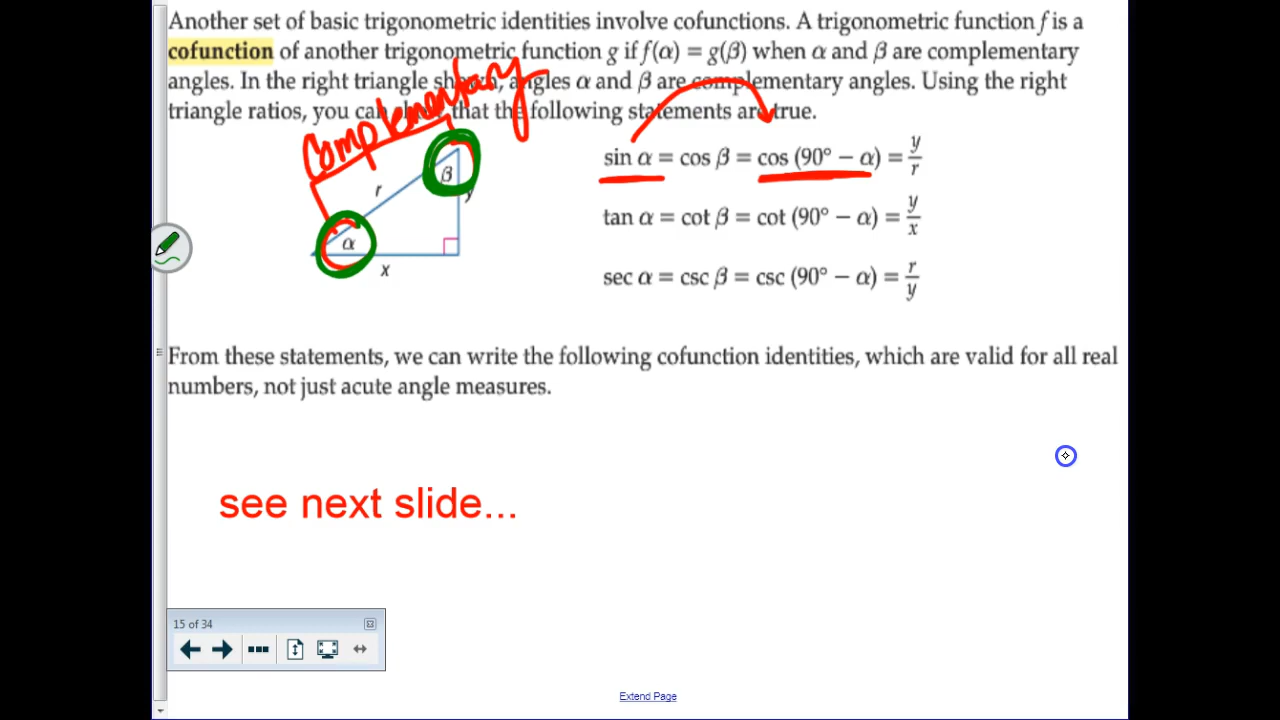 Another set of basic trigonometric identities involve cofunctions. A trigonometric function f is a
cofunction of another trigonometric function g if f(α) = g(β) when α and β are complementary
angles. In the right triangle shown, angles α and β are complementary angles. Using the right
triangle ratios, you can that the following statements are true.
Complementary
β
r
y
α
x
sin α = cos β = cos (90° − α) = y/r
tan α = cot β = cot (90° − α) = y/x
sec α = csc β = csc (90° − α) = r/y
From these statements, we can write the following cofunction identities, which are valid for all real
numbers, not just acute angle measures.
see next slide...
15 of 34
Extend Page